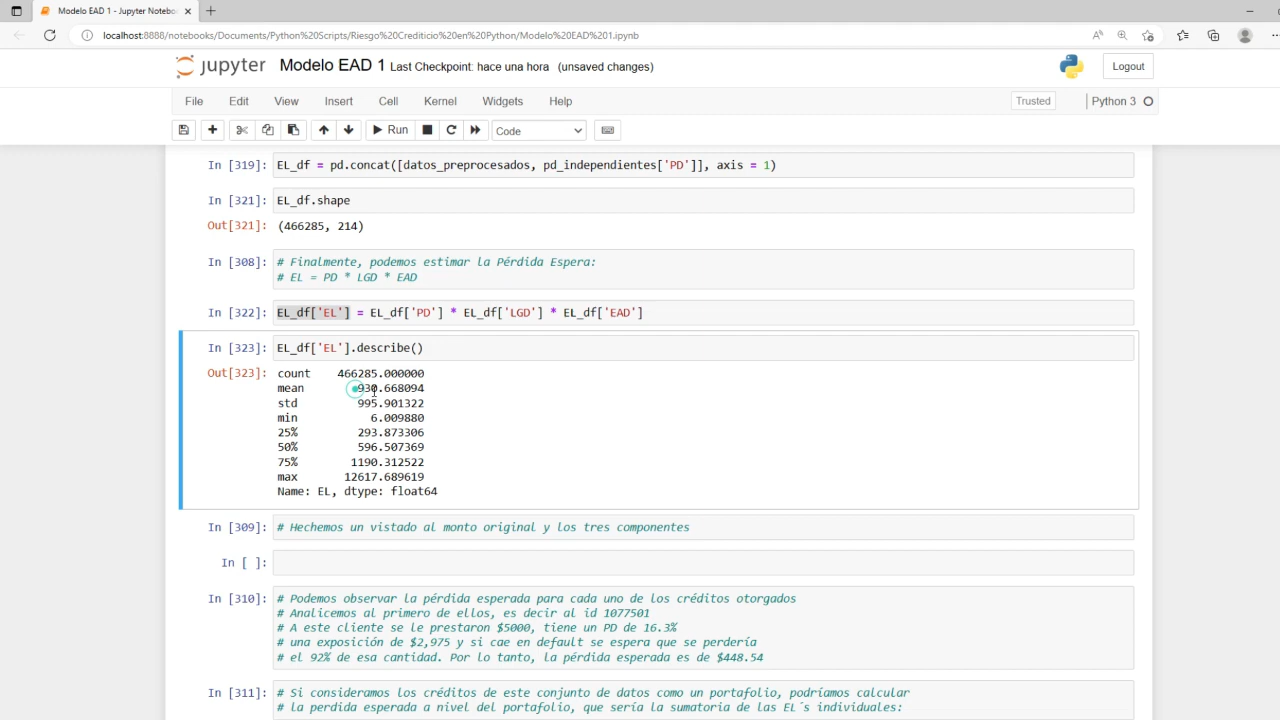 Modelo EAD 1 - Jupyter Notebo
localhost:8888/notebooks/Documents/Python%20Scripts/Riesgo%20Crediticio%20en%20Python/Modelo%20EAD%201.ipynb
jupyter Modelo EAD 1 Last Checkpoint: hace una hora (unsaved changes)
Logout
File Edit View Insert Cell Kernel Widgets Help Trusted Python 3
Run Code
In [319]: EL_df = pd.concat([datos_preprocesados, pd_independientes['PD']], axis = 1)
In [321]: EL_df.shape
Out[321]: (466285, 214)
In [308]: # Finalmente, podemos estimar la Pérdida Espera:
# EL = PD * LGD * EAD
In [322]: EL_df['EL'] = EL_df['PD'] * EL_df['LGD'] * EL_df['EAD']
In [323]: EL_df['EL'].describe()
Out[323]: count 466285.000000
mean 930.668094
std 995.901322
min 6.009880
25% 293.873306
50% 596.507369
75% 1190.312522
max 12617.689619
Name: EL, dtype: float64
In [309]: # Hechemos un vistado al monto original y los tres componentes
In [ ]:
In [310]: # Podemos observar la pérdida esperada para cada uno de los créditos otorgados
# Analicemos al primero de ellos, es decir al id 1077501
# A este cliente se le prestaron $5000, tiene un PD de 16.3%
# una exposición de $2,975 y si cae en default se espera que se perdería
# el 92% de esa cantidad. Por lo tanto, la pérdida esperada es de $448.54
In [311]: # Si consideramos los créditos de este conjunto de datos como un portafolio, podríamos calcular
# la perdida esperada a nivel del portafolio, que sería la sumatoria de las EL´s individuales: